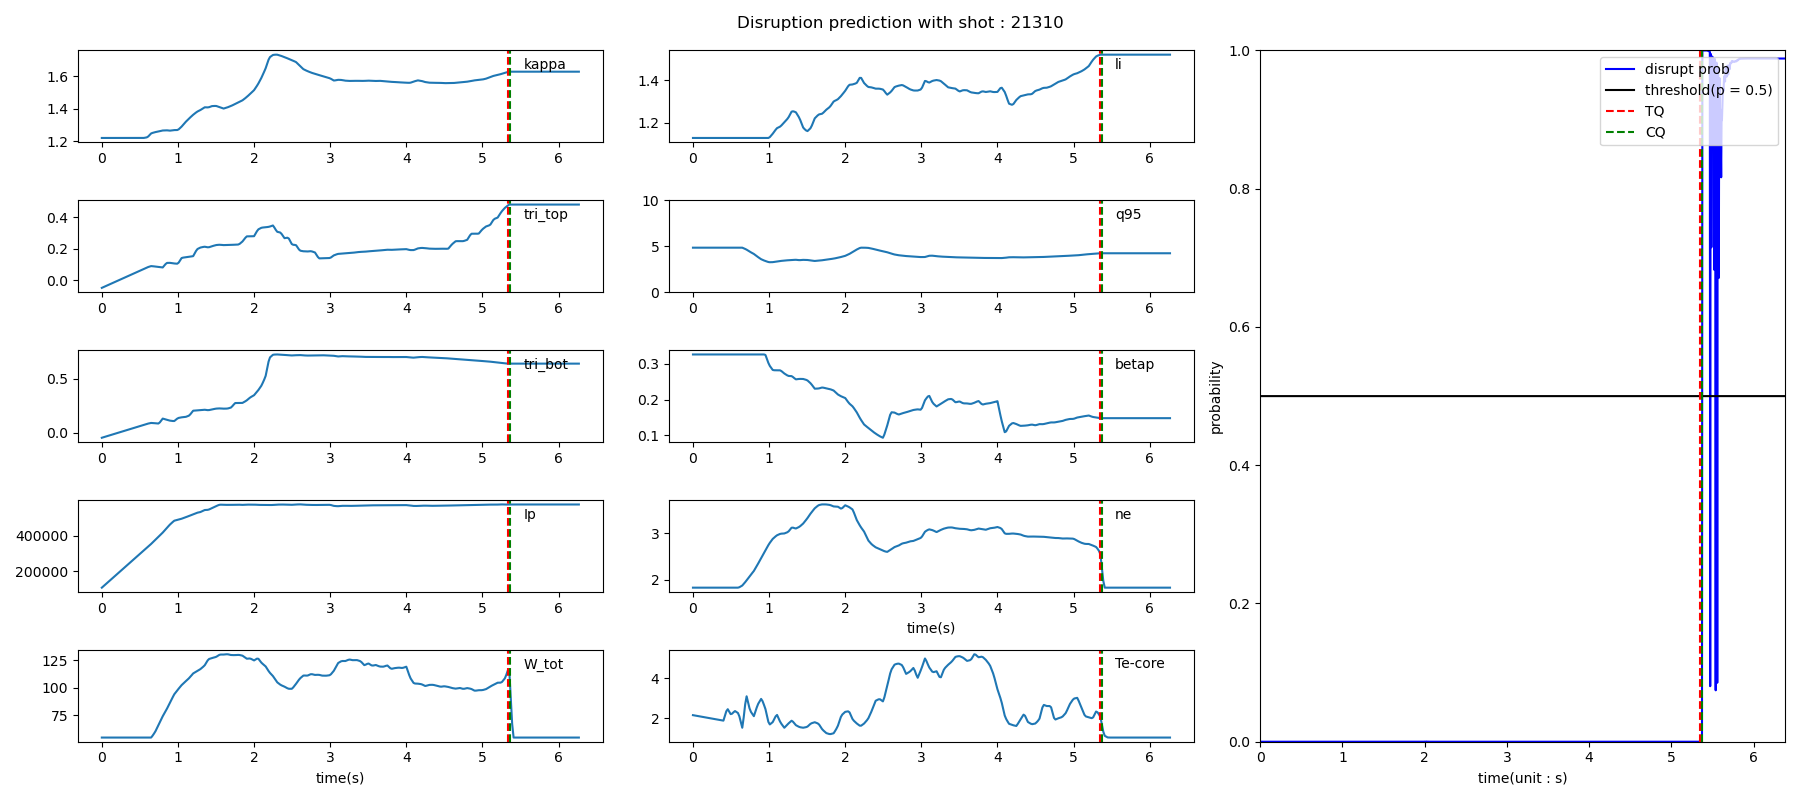 Disruption prediction with shot : 21310
kappa
1.6
1.4
1.2
0 1 2 3 4 5 6
li
1.4
1.2
0 1 2 3 4 5 6
tri_top
0.4
0.2
0.0
0 1 2 3 4 5 6
q95
10
5
0
0 1 2 3 4 5 6
tri_bot
0.5
0.0
0 1 2 3 4 5 6
betap
0.3
0.2
0.1
0 1 2 3 4 5 6
Ip
400000
200000
0 1 2 3 4 5 6
ne
3
2
0 1 2 3 4 5 6
time(s)
W_tot
125
100
75
0 1 2 3 4 5 6
time(s)
Te-core
4
2
0 1 2 3 4 5 6
disrupt prob
threshold(p = 0.5)
TQ
CQ
1.0
0.8
0.6
0.4
0.2
0.0
probability
0 1 2 3 4 5 6
time(unit : s)